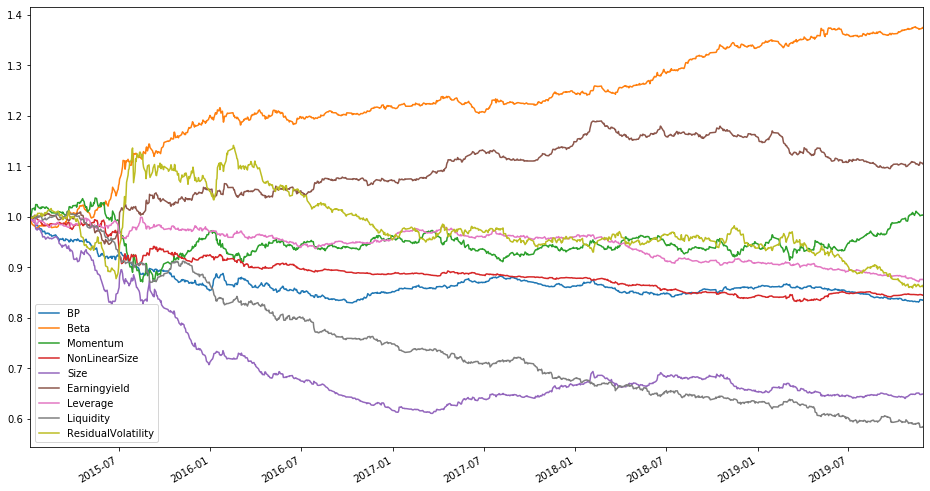 1.4
1.3
1.2
1.1
1.0
0.9
0.8
0.7
0.6
BP
Beta
Momentum
NonLinearSize
Size
Earningyield
Leverage
Liquidity
ResidualVolatility
2015-07
2016-01
2016-07
2017-01
2017-07
2018-01
2018-07
2019-01
2019-07